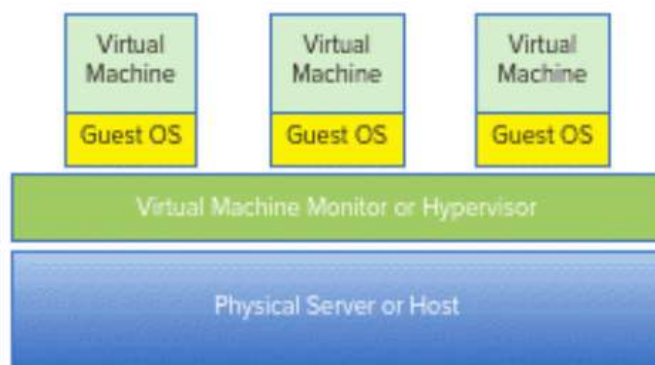 Virtual
Machine
Virtual
Machine
Virtual
Machine
Guest OS
Guest OS
Guest OS
Virtual Machine Monitor or Hypervisor
Physical Server or Host